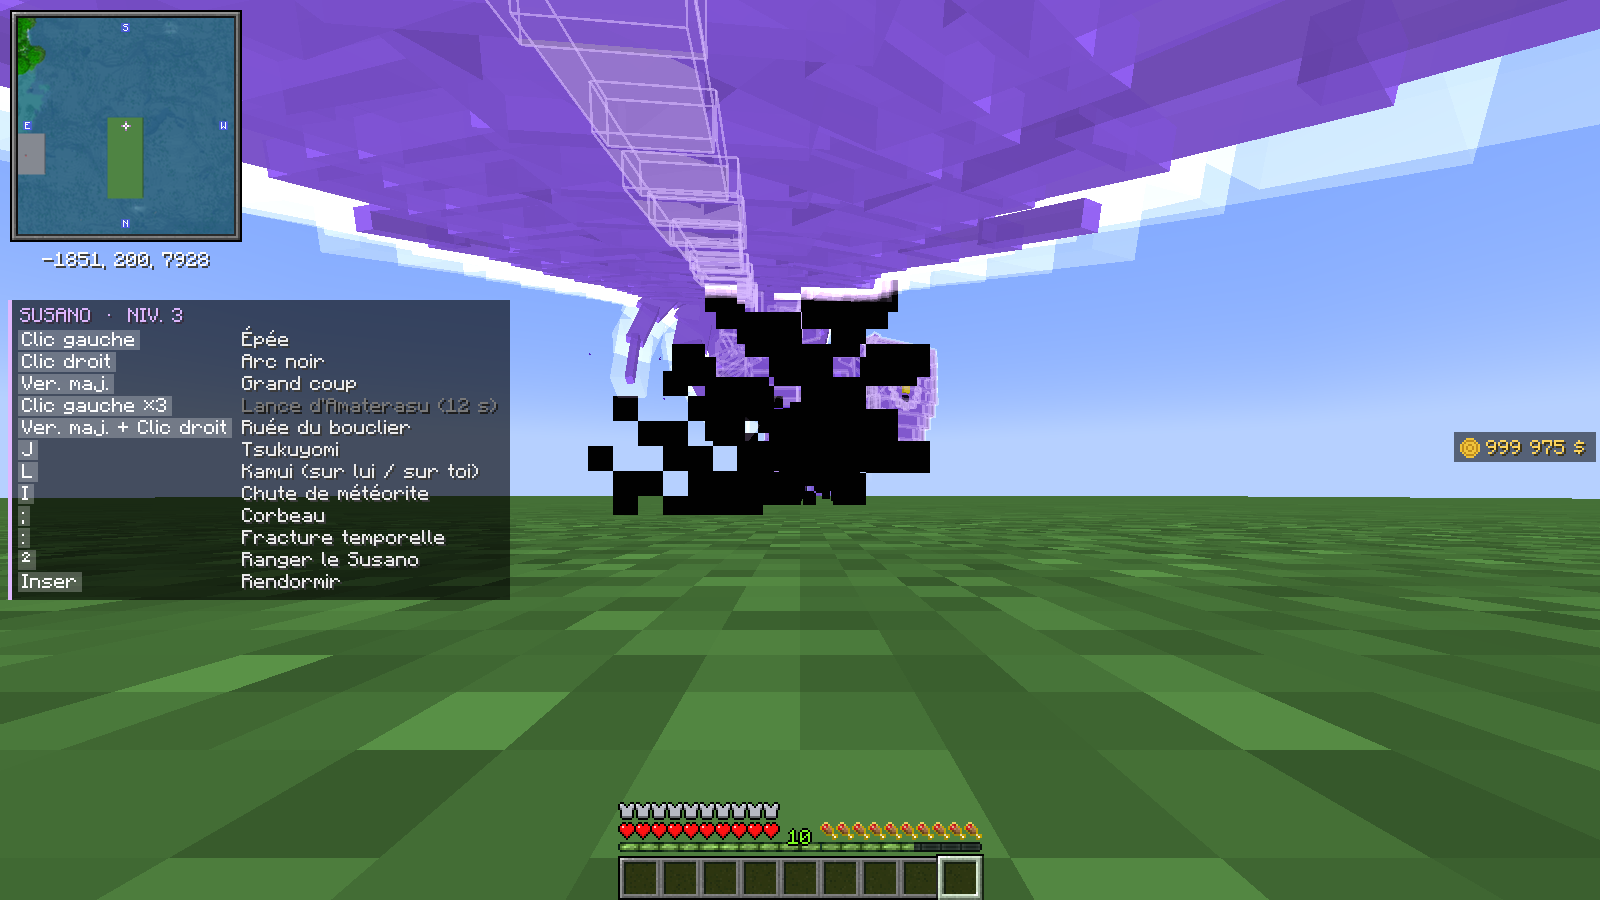 S
E
W
N
-1851, 200, 7928
SUSANO · NIV. 3
Clic gauche Épée
Clic droit Arc noir
Ver. maj. Grand coup
Clic gauche ×3 Lance d'Amaterasu (12 s)
Ver. maj. + Clic droit Ruée du bouclier
J Tsukuyomi
L Kamui (sur lui / sur toi)
I Chute de météorite
; Corbeau
: Fracture temporelle
² Ranger le Susano
Inser Rendormir
999 975 $
10